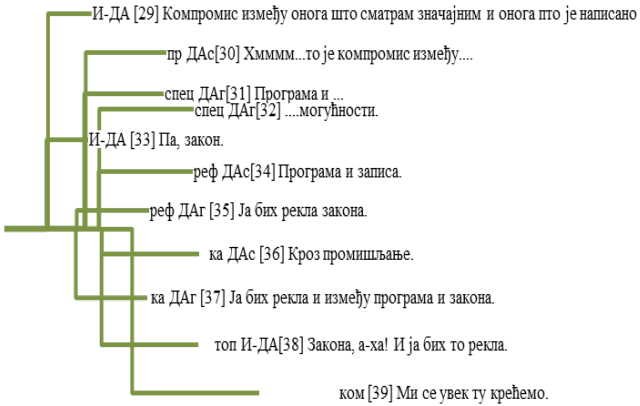 И-ДА [29] Компромис између онога што сматрам значајним и онога пто је написано
пр ДАс[30] Хмммм...то је компромис између....
спец ДАг[31] Програма и ...
спец ДАг[32] ....могућности.
И-ДА [33] Па, закон.
реф ДАс[34] Програма и записа.
реф ДАг [35] Ја бих рекла закона.
ка ДАс [36] Кроз промишљање.
ка ДАг [37] Ја бих рекла и између програма и закона.
топ И-ДА[38] Закона, а-ха! И ја бих то рекла.
ком [39] Ми се увек ту крећемо.